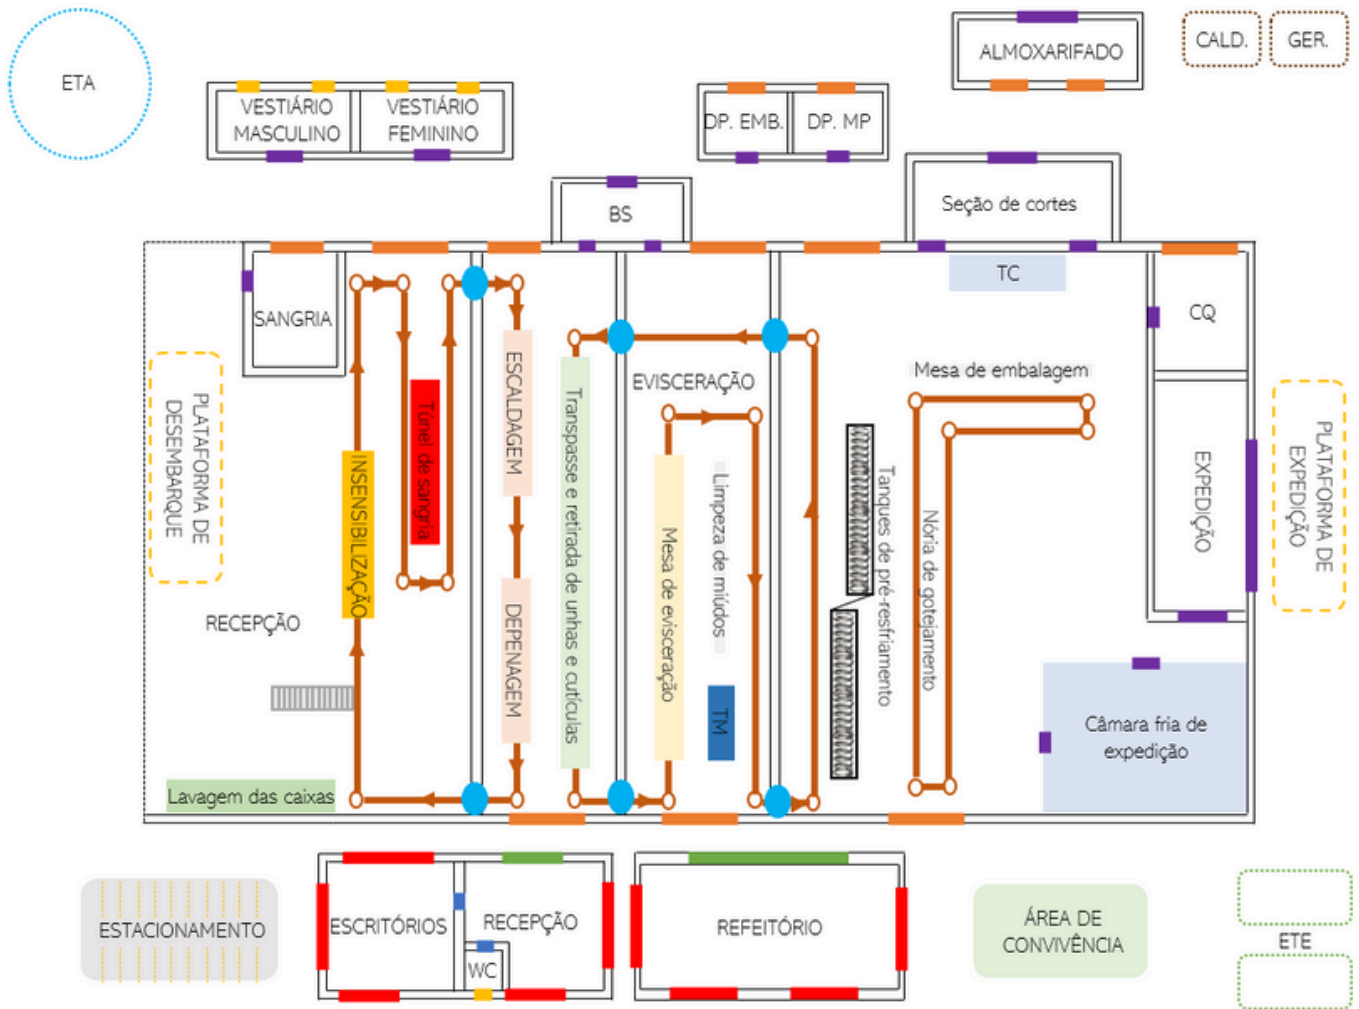 ETA
VESTIÁRIO
MASCULINO
VESTIÁRIO
FEMININO
DP. EMB.
DP. MP
ALMOXARIFADO
CALD.
GER.
BS
Seção de cortes
TC
SANGRIA
CQ
PLATAFORMA DE
DESEMBARQUE
RECEPÇÃO
INSENSIBILIZAÇÃO
Túnel de sangria
ESCALDAGEM
DEPENAGEM
Transpasse e retirada de unhas e cutículas
EVISCERAÇÃO
Mesa de evisceração
Limpeza de miúdos
TM
Tanques de pré-resfriamento
Nória de gotejamento
Mesa de embalagem
EXPEDIÇÃO
PLATAFORMA DE
EXPEDIÇÃO
Câmara fria de
expedição
Lavagem das caixas
ESTACIONAMENTO
ESCRITÓRIOS
RECEPÇÃO
WC
REFEITÓRIO
ÁREA DE
CONVIVÊNCIA
ETE